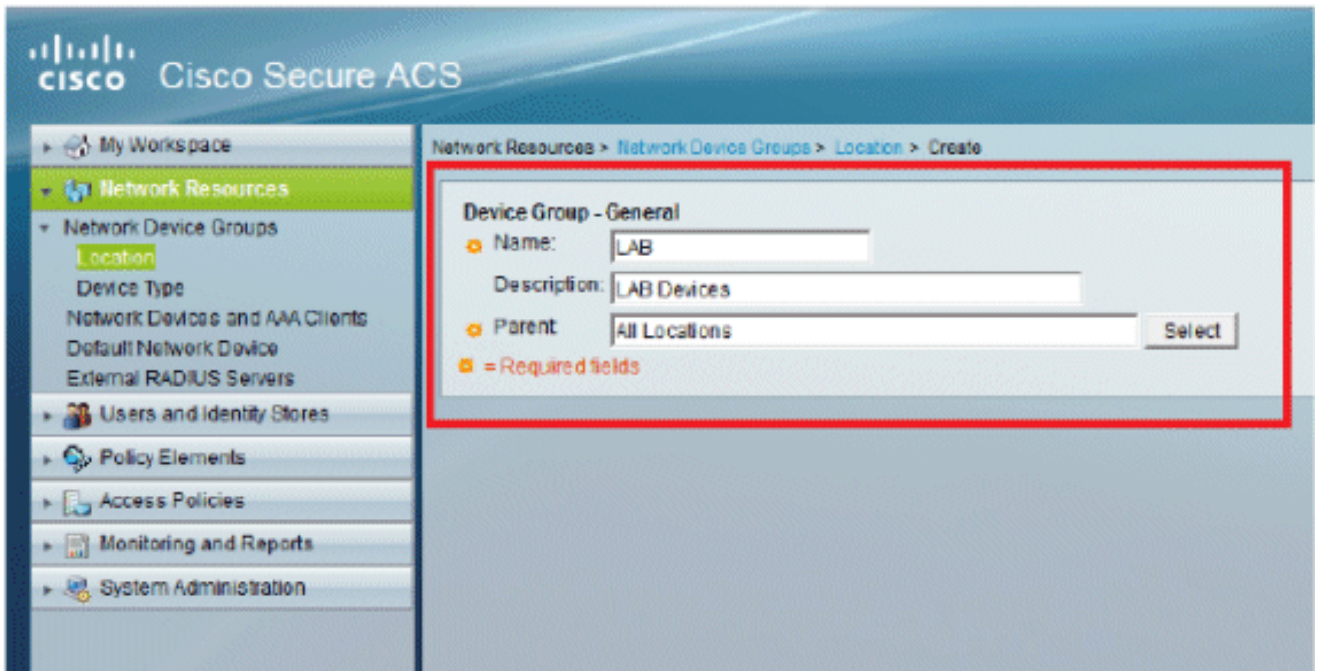 CISCO Cisco Secure ACS
My Workspace
Network Resources
Network Device Groups
Location
Device Type
Network Devices and AAA Clients
Default Network Device
External RADIUS Servers
Users and Identity Stores
Policy Elements
Access Policies
Monitoring and Reports
System Administration
Network Resources > Network Device Groups > Location > Create
Device Group - General
Name: LAB
Description: LAB Devices
Parent All Locations Select
= Required fields